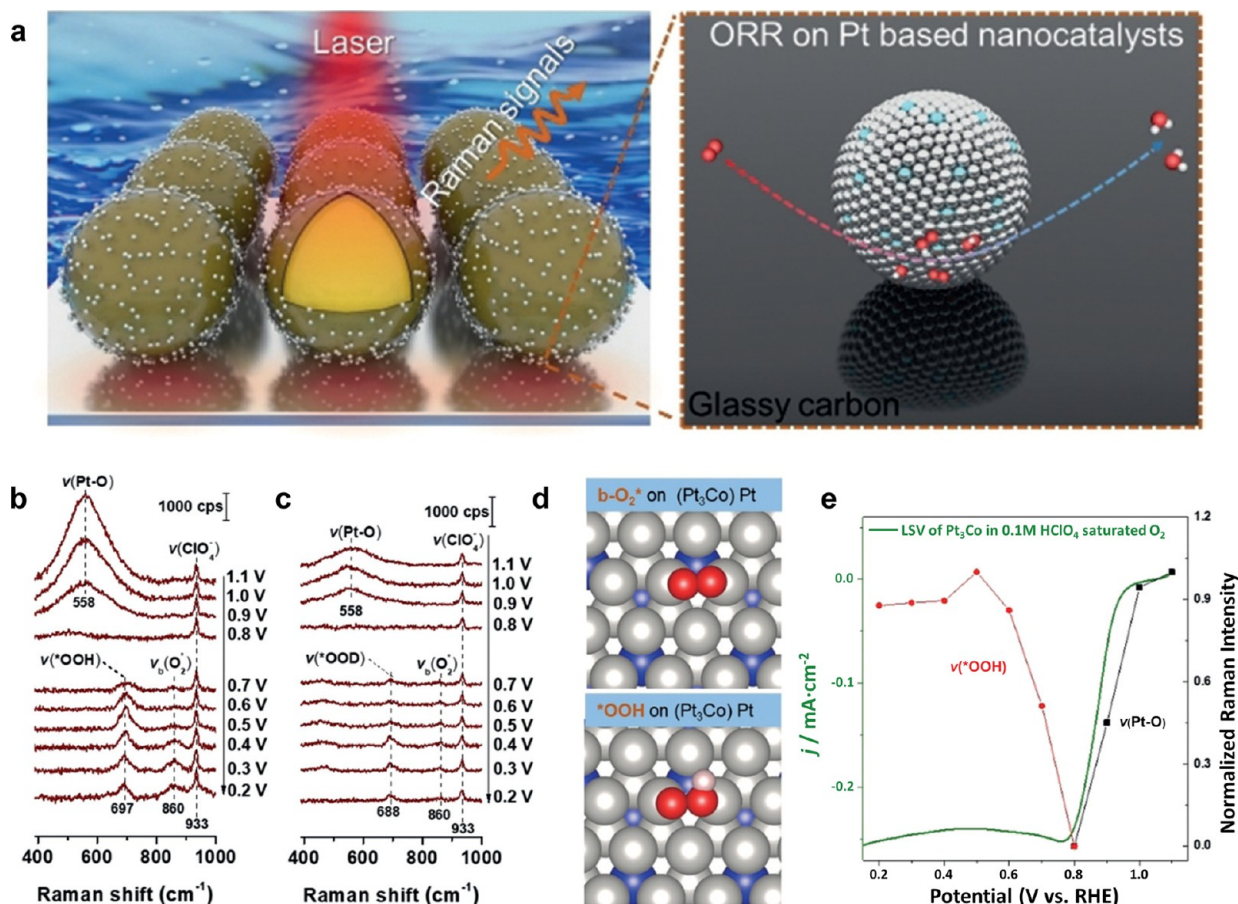 a
Laser
Raman signals
ORR on Pt based nanocatalysts
Glassy carbon
b
ν(Pt-O)
1000 cps
ν(ClO₄⁻)
1.1 V
1.0 V
0.9 V
0.8 V
558
ν(*OOH)
ν_b(O₂⁻)
0.7 V
0.6 V
0.5 V
0.4 V
0.3 V
0.2 V
697
860
933
400 600 800 1000
Raman shift (cm⁻¹)
c
1000 cps
ν(Pt-O)
ν(ClO₄⁻)
1.1 V
1.0 V
0.9 V
0.8 V
558
ν(*OOD)
ν_b(O₂⁻)
0.7 V
0.6 V
0.5 V
0.4 V
0.3 V
0.2 V
688
860
933
400 600 800 1000
Raman shift (cm⁻¹)
d
b-O₂* on (Pt₃Co) Pt
*OOH on (Pt₃Co) Pt
e
LSV of Pt₃Co in 0.1M HClO₄ saturated O₂
ν(*OOH)
ν(Pt-O)
j / mA·cm⁻²
0.0
-0.1
-0.2
1.2
0.9
0.6
0.3
0.0
Normalized Raman Intensity
0.2 0.4 0.6 0.8 1.0
Potential (V vs. RHE)